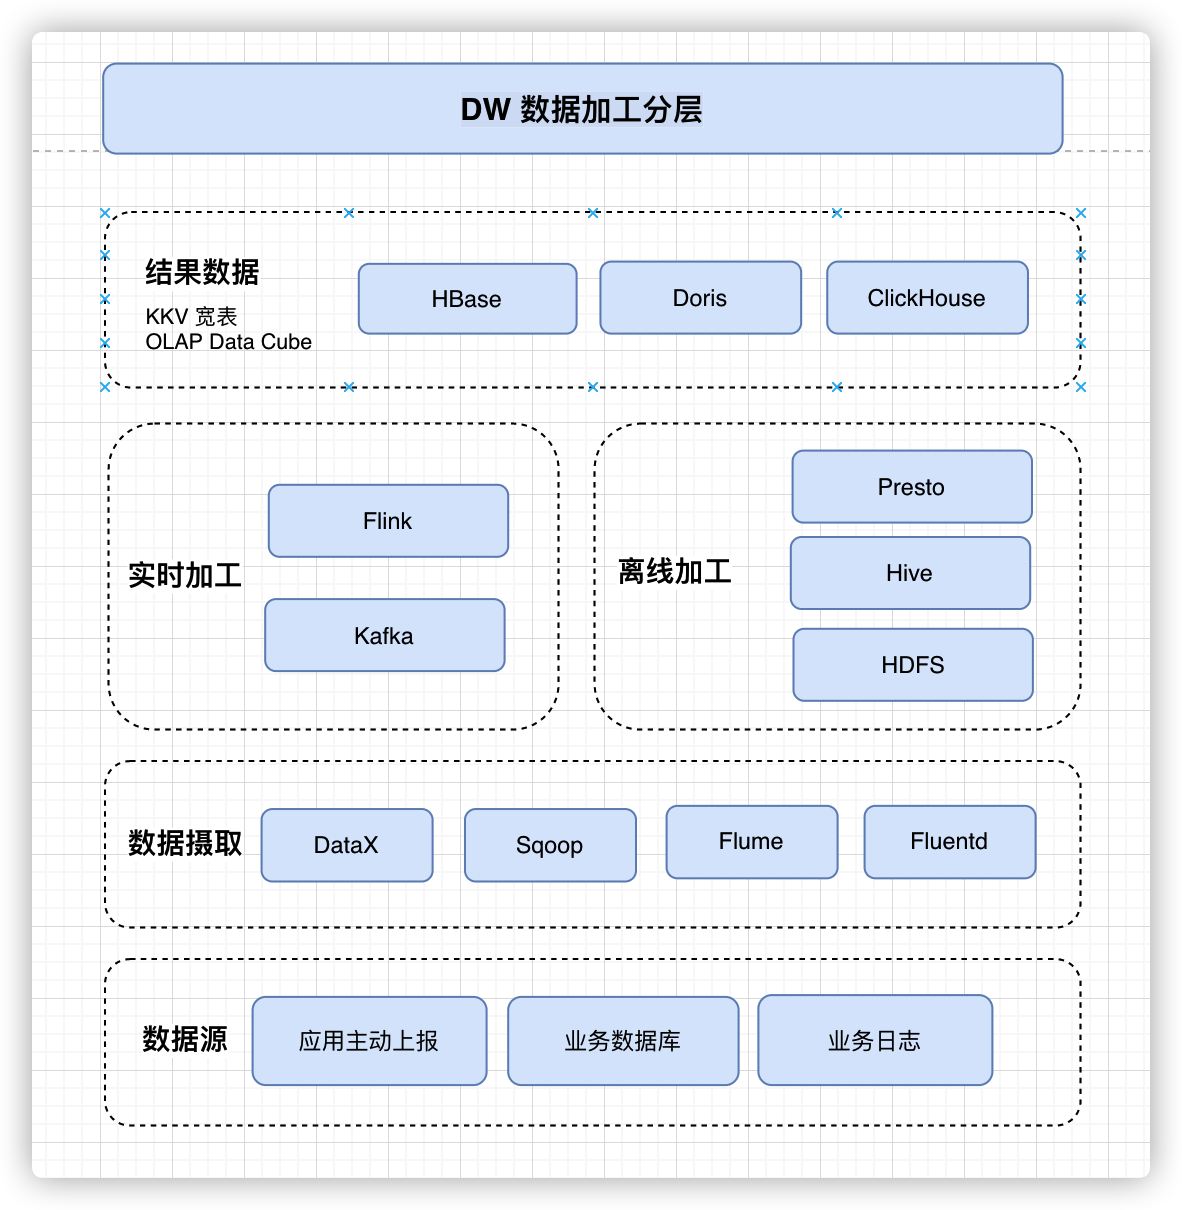 DW 数据加工分层
结果数据
KKV 宽表
OLAP Data Cube
HBase
Doris
ClickHouse
实时加工
Flink
Kafka
离线加工
Presto
Hive
HDFS
数据摄取
DataX
Sqoop
Flume
Fluentd
数据源
应用主动上报
业务数据库
业务日志